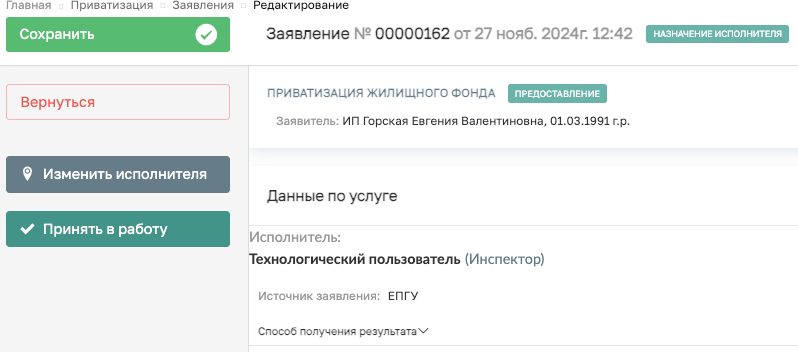 Главная Приватизация Заявления Редактирование
Сохранить
Заявление № 00000162 от 27 нояб. 2024г. 12:42 НАЗНАЧЕНИЕ ИСПОЛНИТЕЛЯ
Вернуться
ПРИВАТИЗАЦИЯ ЖИЛИЩНОГО ФОНДА ПРЕДОСТАВЛЕНИЕ
Заявитель: ИП Горская Евгения Валентиновна, 01.03.1991 г.р.
Изменить исполнителя
Принять в работу
Данные по услуге
Исполнитель:
Технологический пользователь (Инспектор)
Источник заявления: ЕПГУ
Способ получения результата